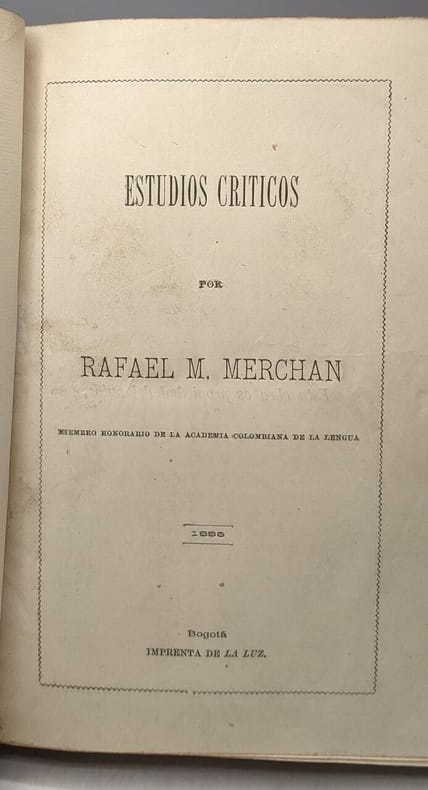 ESTUDIOS CRITICOS
POR
RAFAEL M. MERCHAN
MIEMBRO HONORARIO DE LA ACADEMIA COLOMBIANA DE LA LENGUA
1886
Bogotá
IMPRENTA DE LA LUZ.